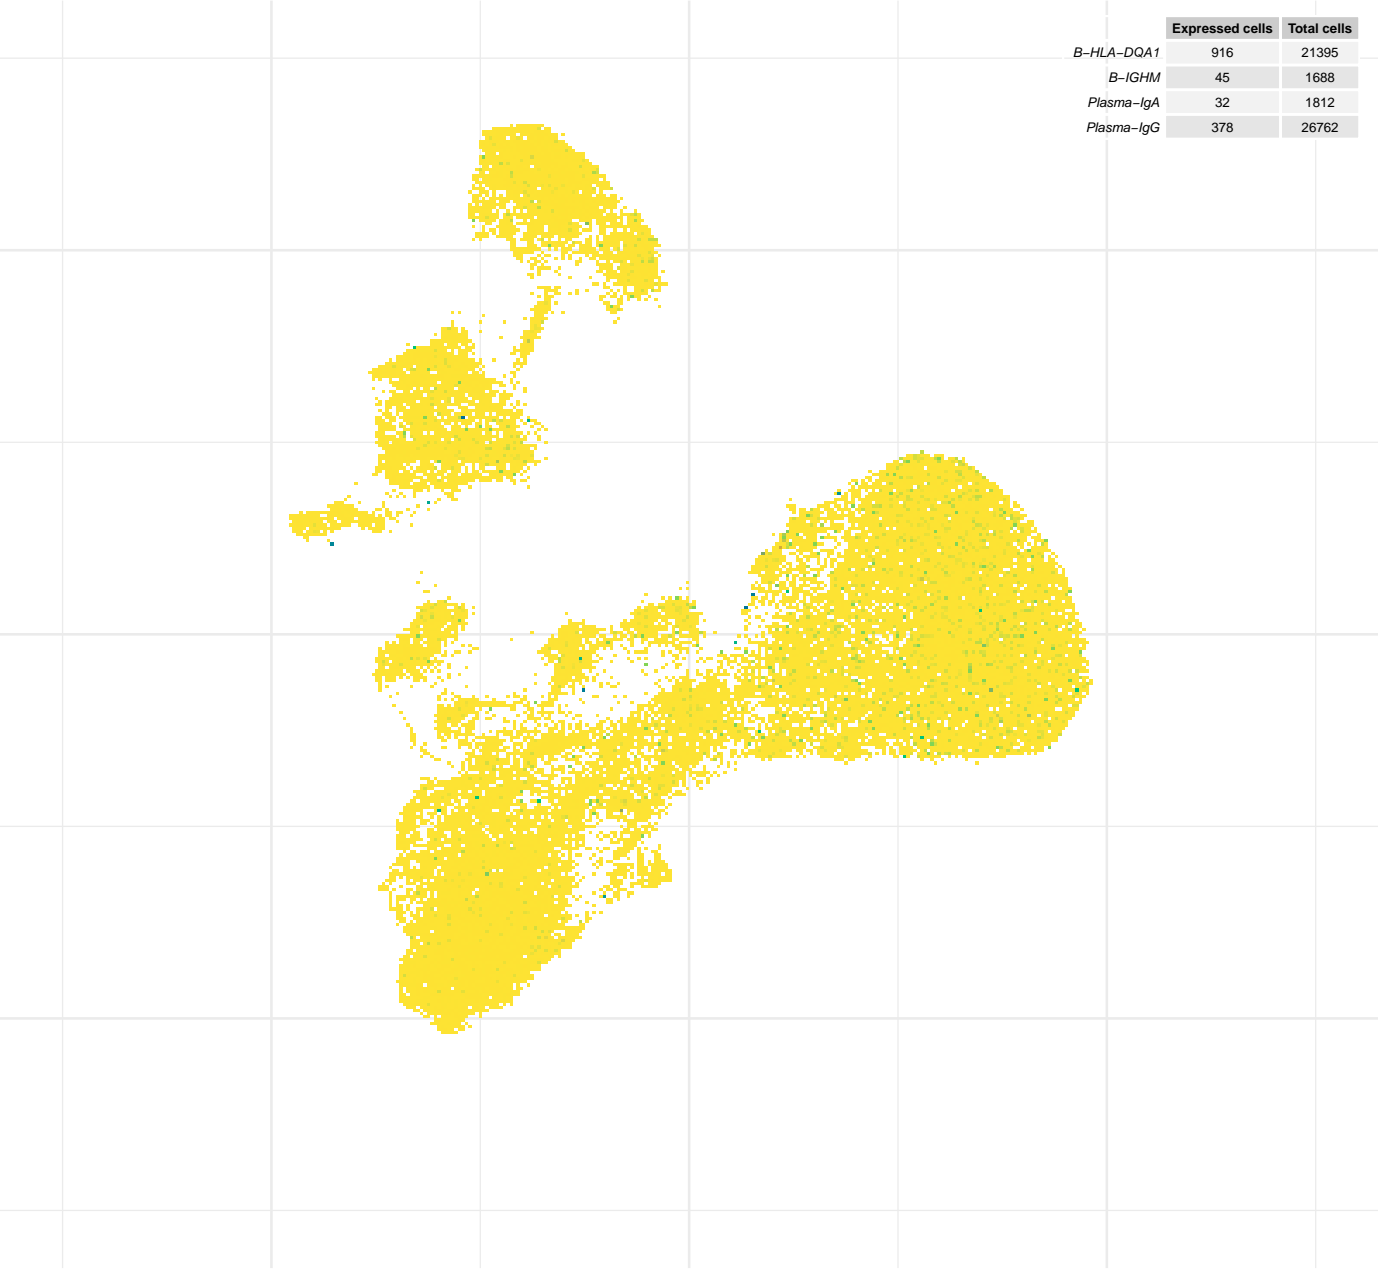 Expressed cells Total cells
B−HLA−DQA1 916 21395
B−IGHM 45 1688
Plasma−IgA 32 1812
Plasma−IgG 378 26762